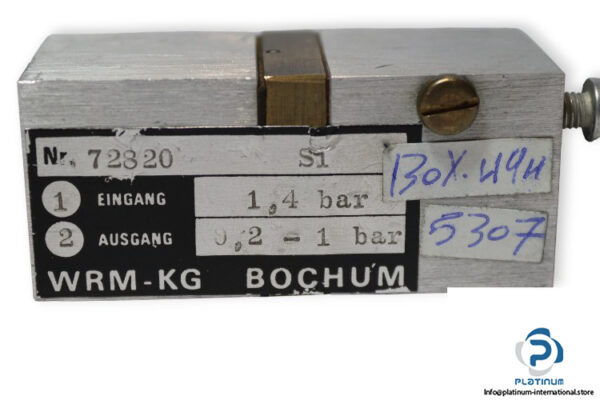 Nr. 72820 S1
1 EINGANG 1,4 bar
2 AUSGANG 0,2 - 1 bar
WRM-KG BOCHUM
BOX.494
5307
PLATINUM
Info@platinum-international.store